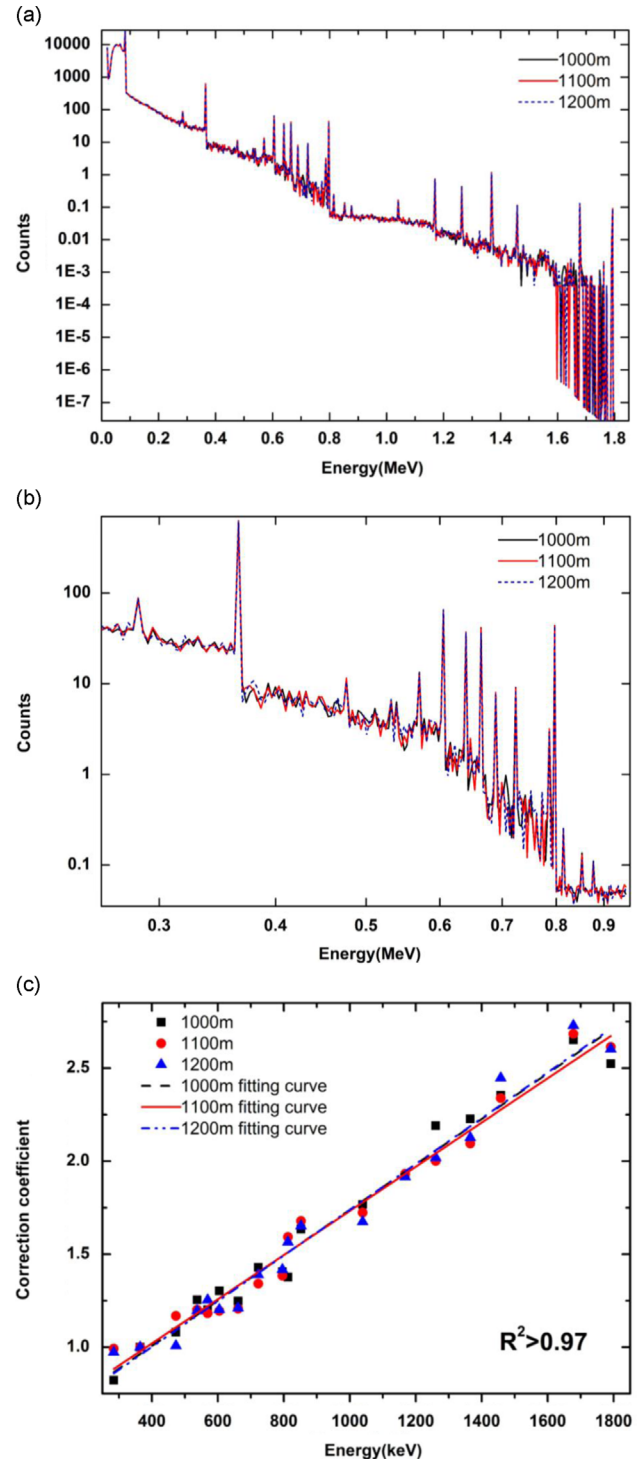 (a)
10000
1000
100
10
1
0.1
0.01
1E-3
1E-4
1E-5
1E-6
1E-7
Counts
1000m
1100m
1200m
0.0 0.2 0.4 0.6 0.8 1.0 1.2 1.4 1.6 1.8
Energy(MeV)
(b)
100
10
1
0.1
Counts
1000m
1100m
1200m
0.3 0.4 0.5 0.6 0.7 0.8 0.9
Energy(MeV)
(c)
2.5
2.0
1.5
1.0
Correction coefficient
1000m
1100m
1200m
1000m fitting curve
1100m fitting curve
1200m fitting curve
R²>0.97
400 600 800 1000 1200 1400 1600 1800
Energy(keV)